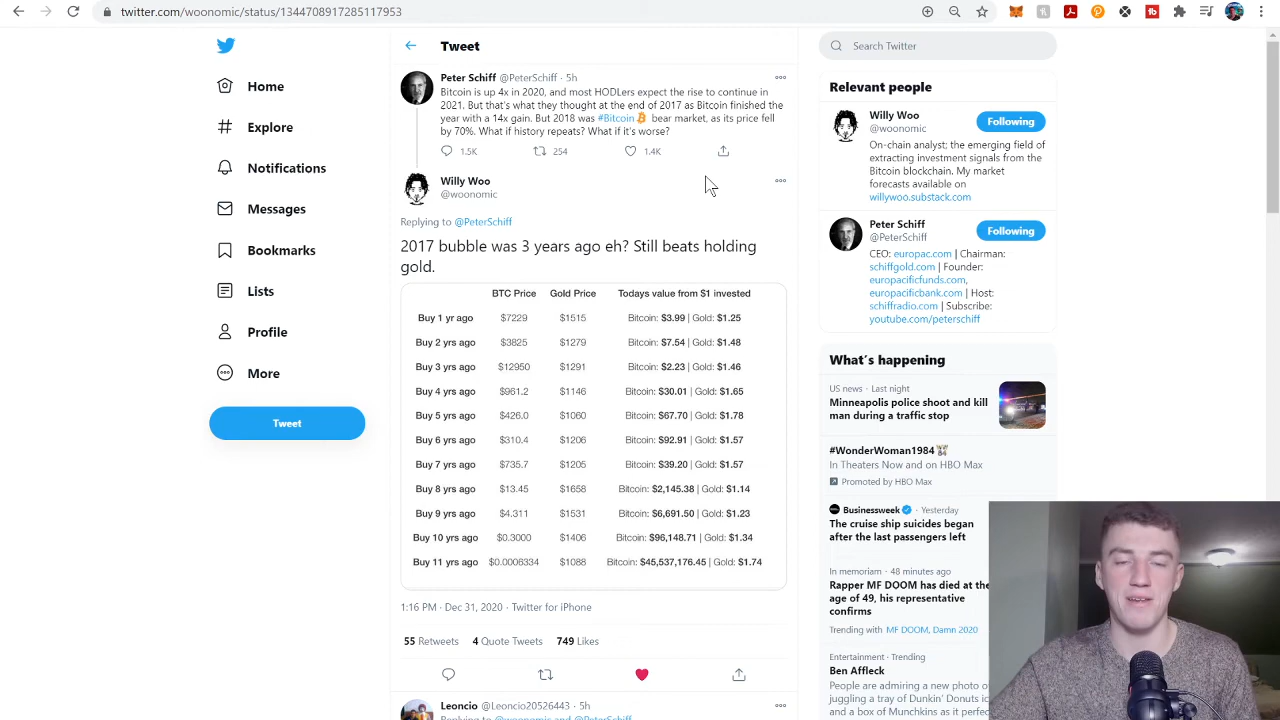 twitter.com/woonomic/status/1344708917285117953
Home
Explore
Notifications
Messages
Bookmarks
Lists
Profile
More
Tweet
Tweet
Peter Schiff @PeterSchiff · 5h
Bitcoin is up 4x in 2020, and most HODLers expect the rise to continue in
2021. But that's what they thought at the end of 2017 as Bitcoin finished the
year with a 14x gain. But 2018 was #Bitcoin bear market, as its price fell
by 70%. What if history repeats? What if it's worse?
1.5K 254 1.4K
Willy Woo
@woonomic
Replying to @PeterSchiff
2017 bubble was 3 years ago eh? Still beats holding
gold.
BTC Price Gold Price Todays value from $1 invested
Buy 1 yr ago $7229 $1515 Bitcoin: $3.99 | Gold: $1.25
Buy 2 yrs ago $3825 $1279 Bitcoin: $7.54 | Gold: $1.48
Buy 3 yrs ago $12950 $1291 Bitcoin: $2.23 | Gold: $1.46
Buy 4 yrs ago $961.2 $1146 Bitcoin: $30.01 | Gold: $1.65
Buy 5 yrs ago $426.0 $1060 Bitcoin: $67.70 | Gold: $1.78
Buy 6 yrs ago $310.4 $1206 Bitcoin: $92.91 | Gold: $1.57
Buy 7 yrs ago $735.7 $1205 Bitcoin: $39.20 | Gold: $1.57
Buy 8 yrs ago $13.45 $1658 Bitcoin: $2,145.38 | Gold: $1.14
Buy 9 yrs ago $4.311 $1531 Bitcoin: $6,691.50 | Gold: $1.23
Buy 10 yrs ago $0.3000 $1406 Bitcoin: $96,148.71 | Gold: $1.34
Buy 11 yrs ago $0.0006334 $1088 Bitcoin: $45,537,176.45 | Gold: $1.74
1:16 PM · Dec 31, 2020 · Twitter for iPhone
55 Retweets 4 Quote Tweets 749 Likes
Leoncio @Leoncio20526443 · 5h
Replying to @woonomic and @PeterSchiff
Search Twitter
Relevant people
Willy Woo
@woonomic
Following
On-chain analyst; the emerging field of
extracting investment signals from the
Bitcoin blockchain. My market
forecasts available on
willywoo.substack.com
Peter Schiff
@PeterSchiff
Following
CEO: europac.com | Chairman:
schiffgold.com | Founder:
europacificfunds.com,
europacificbank.com | Host:
schiffradio.com | Subscribe:
youtube.com/peterschiff
What's happening
US news · Last night
Minneapolis police shoot and kill
man during a traffic stop
#WonderWoman1984
In Theaters Now and on HBO Max
Promoted by HBO Max
Businessweek · Yesterday
The cruise ship suicides began
after the last passengers left
In memoriam · 48 minutes ago
Rapper MF DOOM has died at the
age of 49, his representative
confirms
Trending with MF DOOM, Damn 2020
Entertainment · Trending
Ben Affleck
People are admiring a new photo o
juggling a tray of Dunkin' Donuts ic
and a box of Munchkins as it perfec